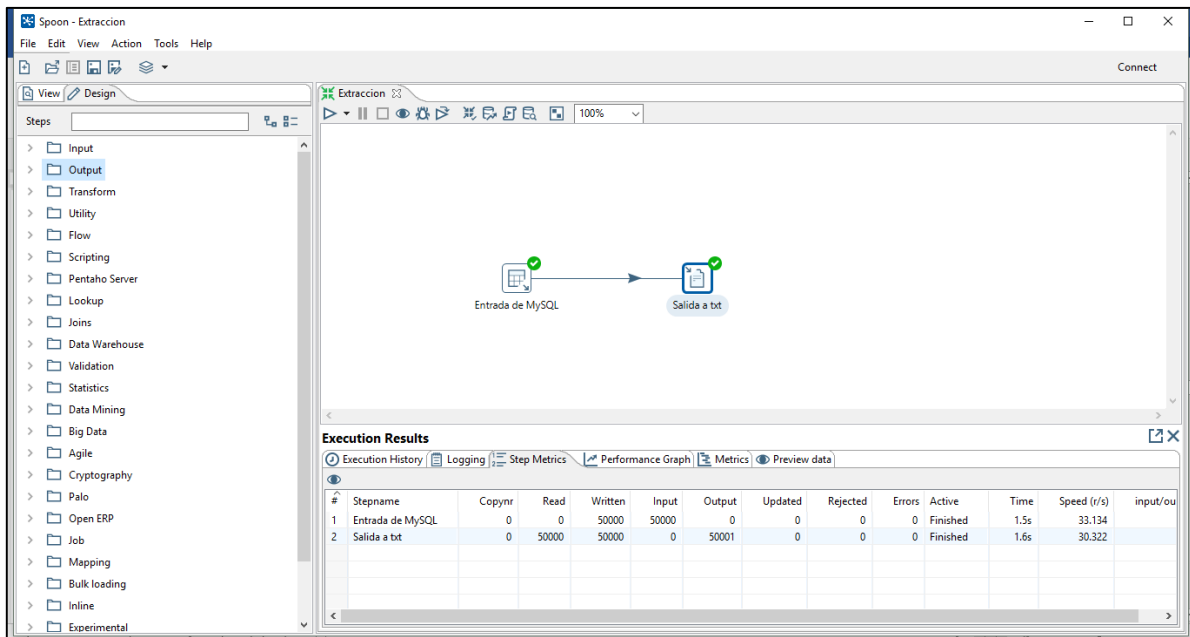 Spoon - Extraccion
File Edit View Action Tools Help
Connect
View Design
Steps
Input
Output
Transform
Utility
Flow
Scripting
Pentaho Server
Lookup
Joins
Data Warehouse
Validation
Statistics
Data Mining
Big Data
Agile
Cryptography
Palo
Open ERP
Job
Mapping
Bulk loading
Inline
Experimental
Extraccion
100%
Entrada de MySQL
Salida a txt
Execution Results
Execution History Logging Step Metrics Performance Graph Metrics Preview data
# Stepname Copynr Read Written Input Output Updated Rejected Errors Active Time Speed (r/s) input/ou
1 Entrada de MySQL 0 0 50000 50000 0 0 0 0 Finished 1.5s 33.134
2 Salida a txt 0 50000 50000 0 50001 0 0 0 Finished 1.6s 30.322